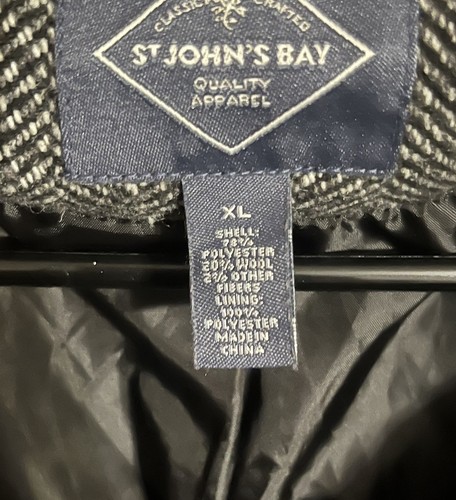 CRAFTED
ST JOHN'S BAY
QUALITY
APPAREL
XL
SHELL:
78%
POLYESTER
20% WOOL
2% OTHER
FIBERS
LINING:
100%
POLYESTER
MADE IN
CHINA